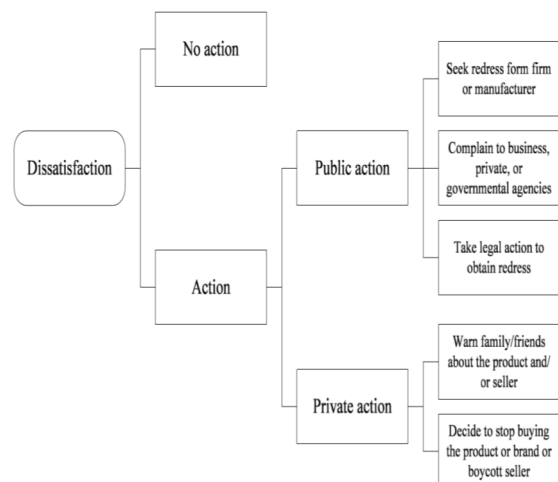 No action
Seek redress form firm
or manufacturer
Dissatisfaction
Public action
Complain to business,
private, or
governmental agencies
Action
Take legal action to
obtain redress
Private action
Warn family/friends
about the product and/
or seller
Decide to stop buying
the product or brand or
boycott seller